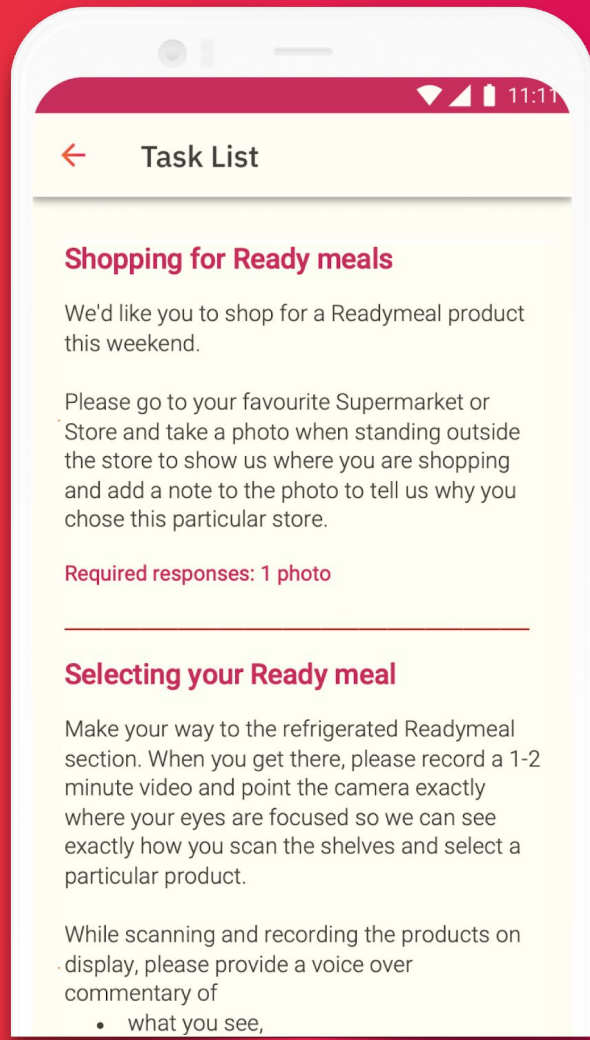 11:11
Task List
Shopping for Ready meals
We'd like you to shop for a Readymeal product
this weekend.
Please go to your favourite Supermarket or
Store and take a photo when standing outside
the store to show us where you are shopping
and add a note to the photo to tell us why you
chose this particular store.
Required responses: 1 photo
Selecting your Ready meal
Make your way to the refrigerated Readymeal
section. When you get there, please record a 1-2
minute video and point the camera exactly
where your eyes are focused so we can see
exactly how you scan the shelves and select a
particular product.
While scanning and recording the products on
display, please provide a voice over
commentary of
• what you see,